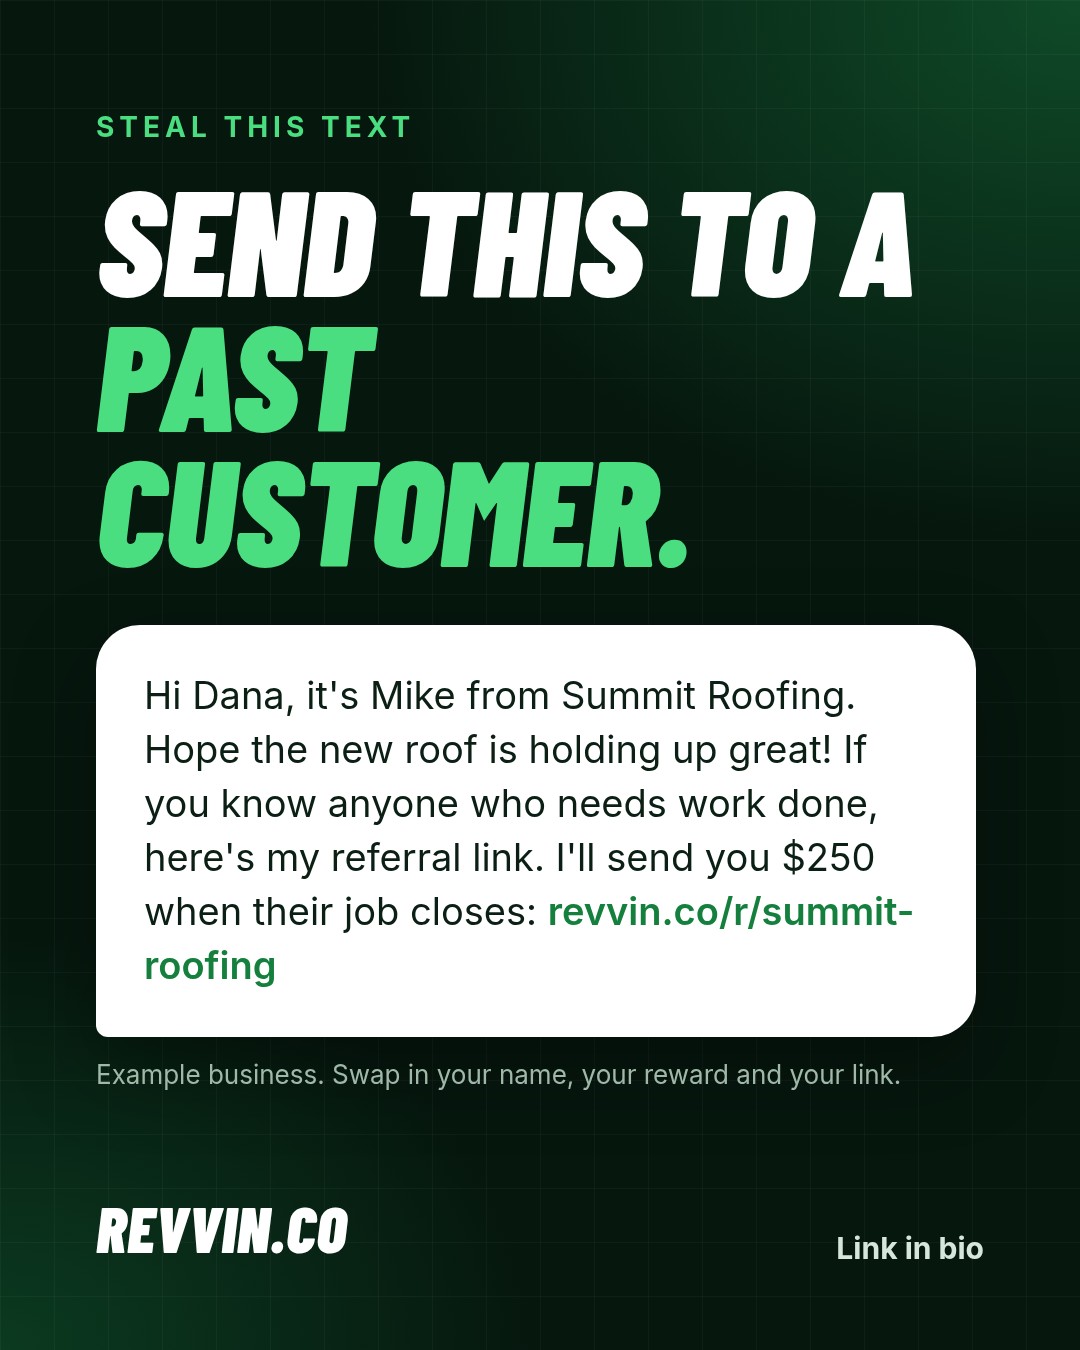 STEAL THIS TEXT
SEND THIS TO A
PAST
CUSTOMER.
Hi Dana, it's Mike from Summit Roofing.
Hope the new roof is holding up great! If
you know anyone who needs work done,
here's my referral link. I'll send you $250
when their job closes: revvin.co/r/summit-
roofing
Example business. Swap in your name, your reward and your link.
REVVIN.CO
Link in bio